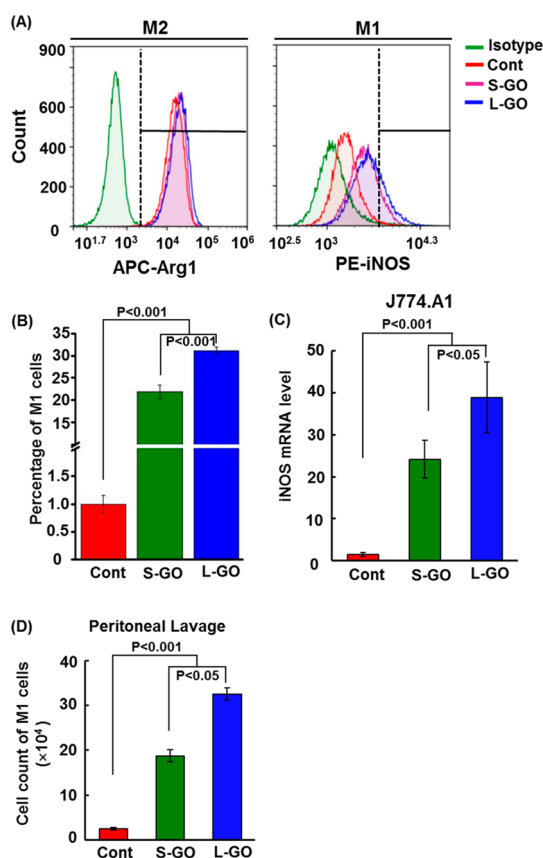 (A)
M2
M1
Isotype
Cont
S-GO
L-GO
Count
900
600
400
200
0
10^1.7 10^3 10^4 10^5 10^6
APC-Arg1
10^2.5 10^3 10^4.3
PE-iNOS
(B)
P<0.001
P<0.001
Percentage of M1 cells
35
30
25
20
15
10
1.5
1.0
0.5
0
Cont S-GO L-GO
(C)
J774.A1
P<0.001
P<0.05
iNOS mRNA level
50
40
30
20
10
0
Cont S-GO L-GO
(D)
Peritoneal Lavage
P<0.001
P<0.05
Cell count of M1 cells
(×10^4)
40
30
20
10
0
Cont S-GO L-GO